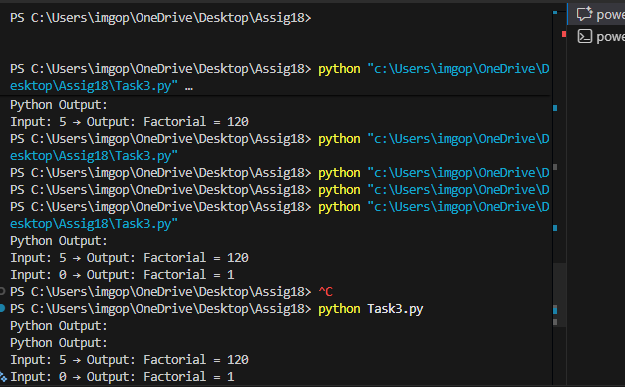 PS C:\Users\imgop\OneDrive\Desktop\Assig18>
PS C:\Users\imgop\OneDrive\Desktop\Assig18> python "c:\Users\imgop\OneDrive\D
esktop\Assig18\Task3.py" …
Python Output:
Input: 5 → Output: Factorial = 120
PS C:\Users\imgop\OneDrive\Desktop\Assig18> python "c:\Users\imgop\OneDrive\D
esktop\Assig18\Task3.py"
PS C:\Users\imgop\OneDrive\Desktop\Assig18> python "c:\Users\imgop\OneDrive\D
PS C:\Users\imgop\OneDrive\Desktop\Assig18> python "c:\Users\imgop\OneDrive\D
PS C:\Users\imgop\OneDrive\Desktop\Assig18> python "c:\Users\imgop\OneDrive\D
esktop\Assig18\Task3.py"
Python Output:
Input: 5 → Output: Factorial = 120
Input: 0 → Output: Factorial = 1
PS C:\Users\imgop\OneDrive\Desktop\Assig18> ^C
PS C:\Users\imgop\OneDrive\Desktop\Assig18> python Task3.py
Python Output:
Python Output:
Input: 5 → Output: Factorial = 120
Input: 0 → Output: Factorial = 1
powe
powe